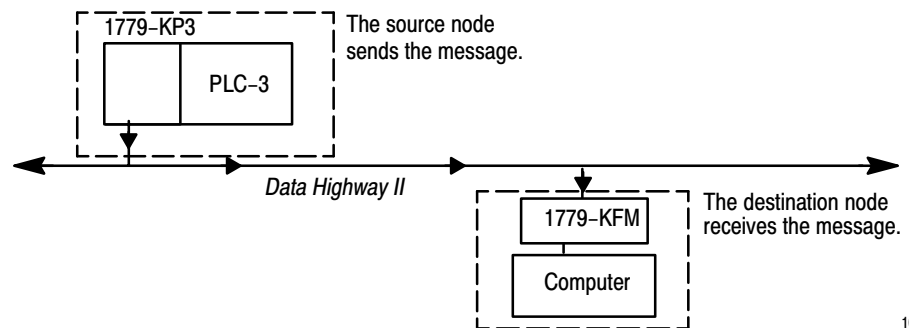 1779–KP3
The source node
sends the message.
PLC–3
Data Highway II
1779–KFM
The destination node
receives the message.
Computer